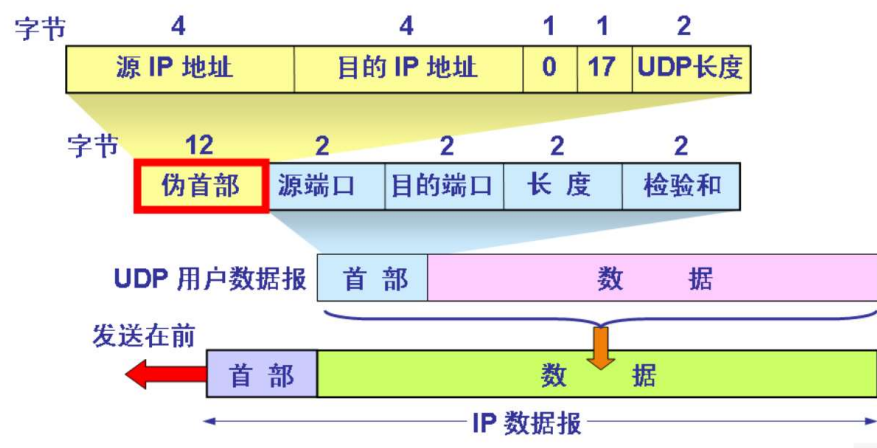 字节 4 4 1 1 2
源 IP 地址 目的 IP 地址 0 17 UDP长度
字节 12 2 2 2 2
伪首部 源端口 目的端口 长 度 检验和
UDP 用户数据报 首 部 数 据
发送在前
首 部 数 据
IP 数据报